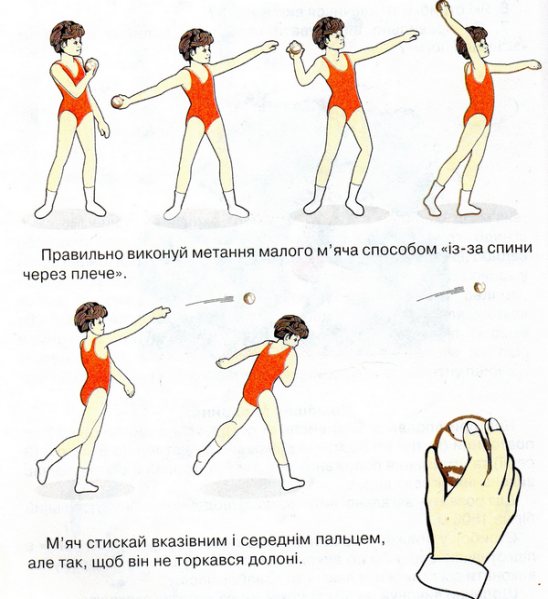 Правильно виконуй метання малого м’яча способом «із-за спини
через плече».
М’яч стискай вказівним і середнім пальцем,
але так, щоб він не торкався долоні.